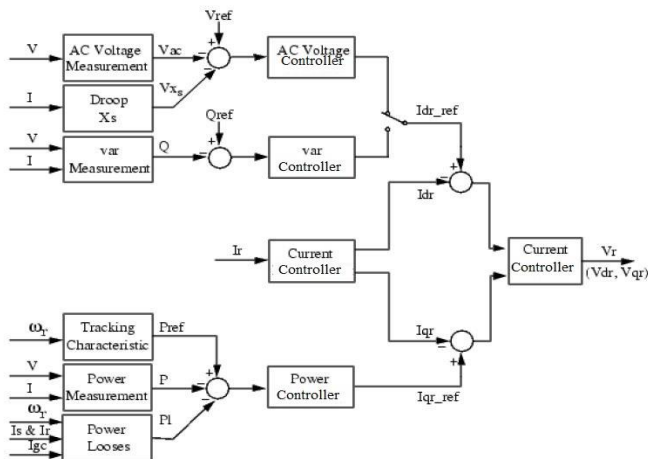 Vref
V
AC Voltage
Measurement
Vac
+
−
−
AC Voltage
Controller
I
Droop
Xs
Vxs
Qref
V
I
var
Measurement
Q
+
−
var
Controller
Idr_ref
+
−
Idr
Ir
Current
Controller
Current
Controller
Vr
(Vdr, Vqr)
Iqr
−
+
Iqr_ref
ωr
Tracking
Characteristic
Pref
V
I
Power
Measurement
P
+
−
−
Power
Controller
ωr
Is & Ir
Igc
Power
Looses
Pl